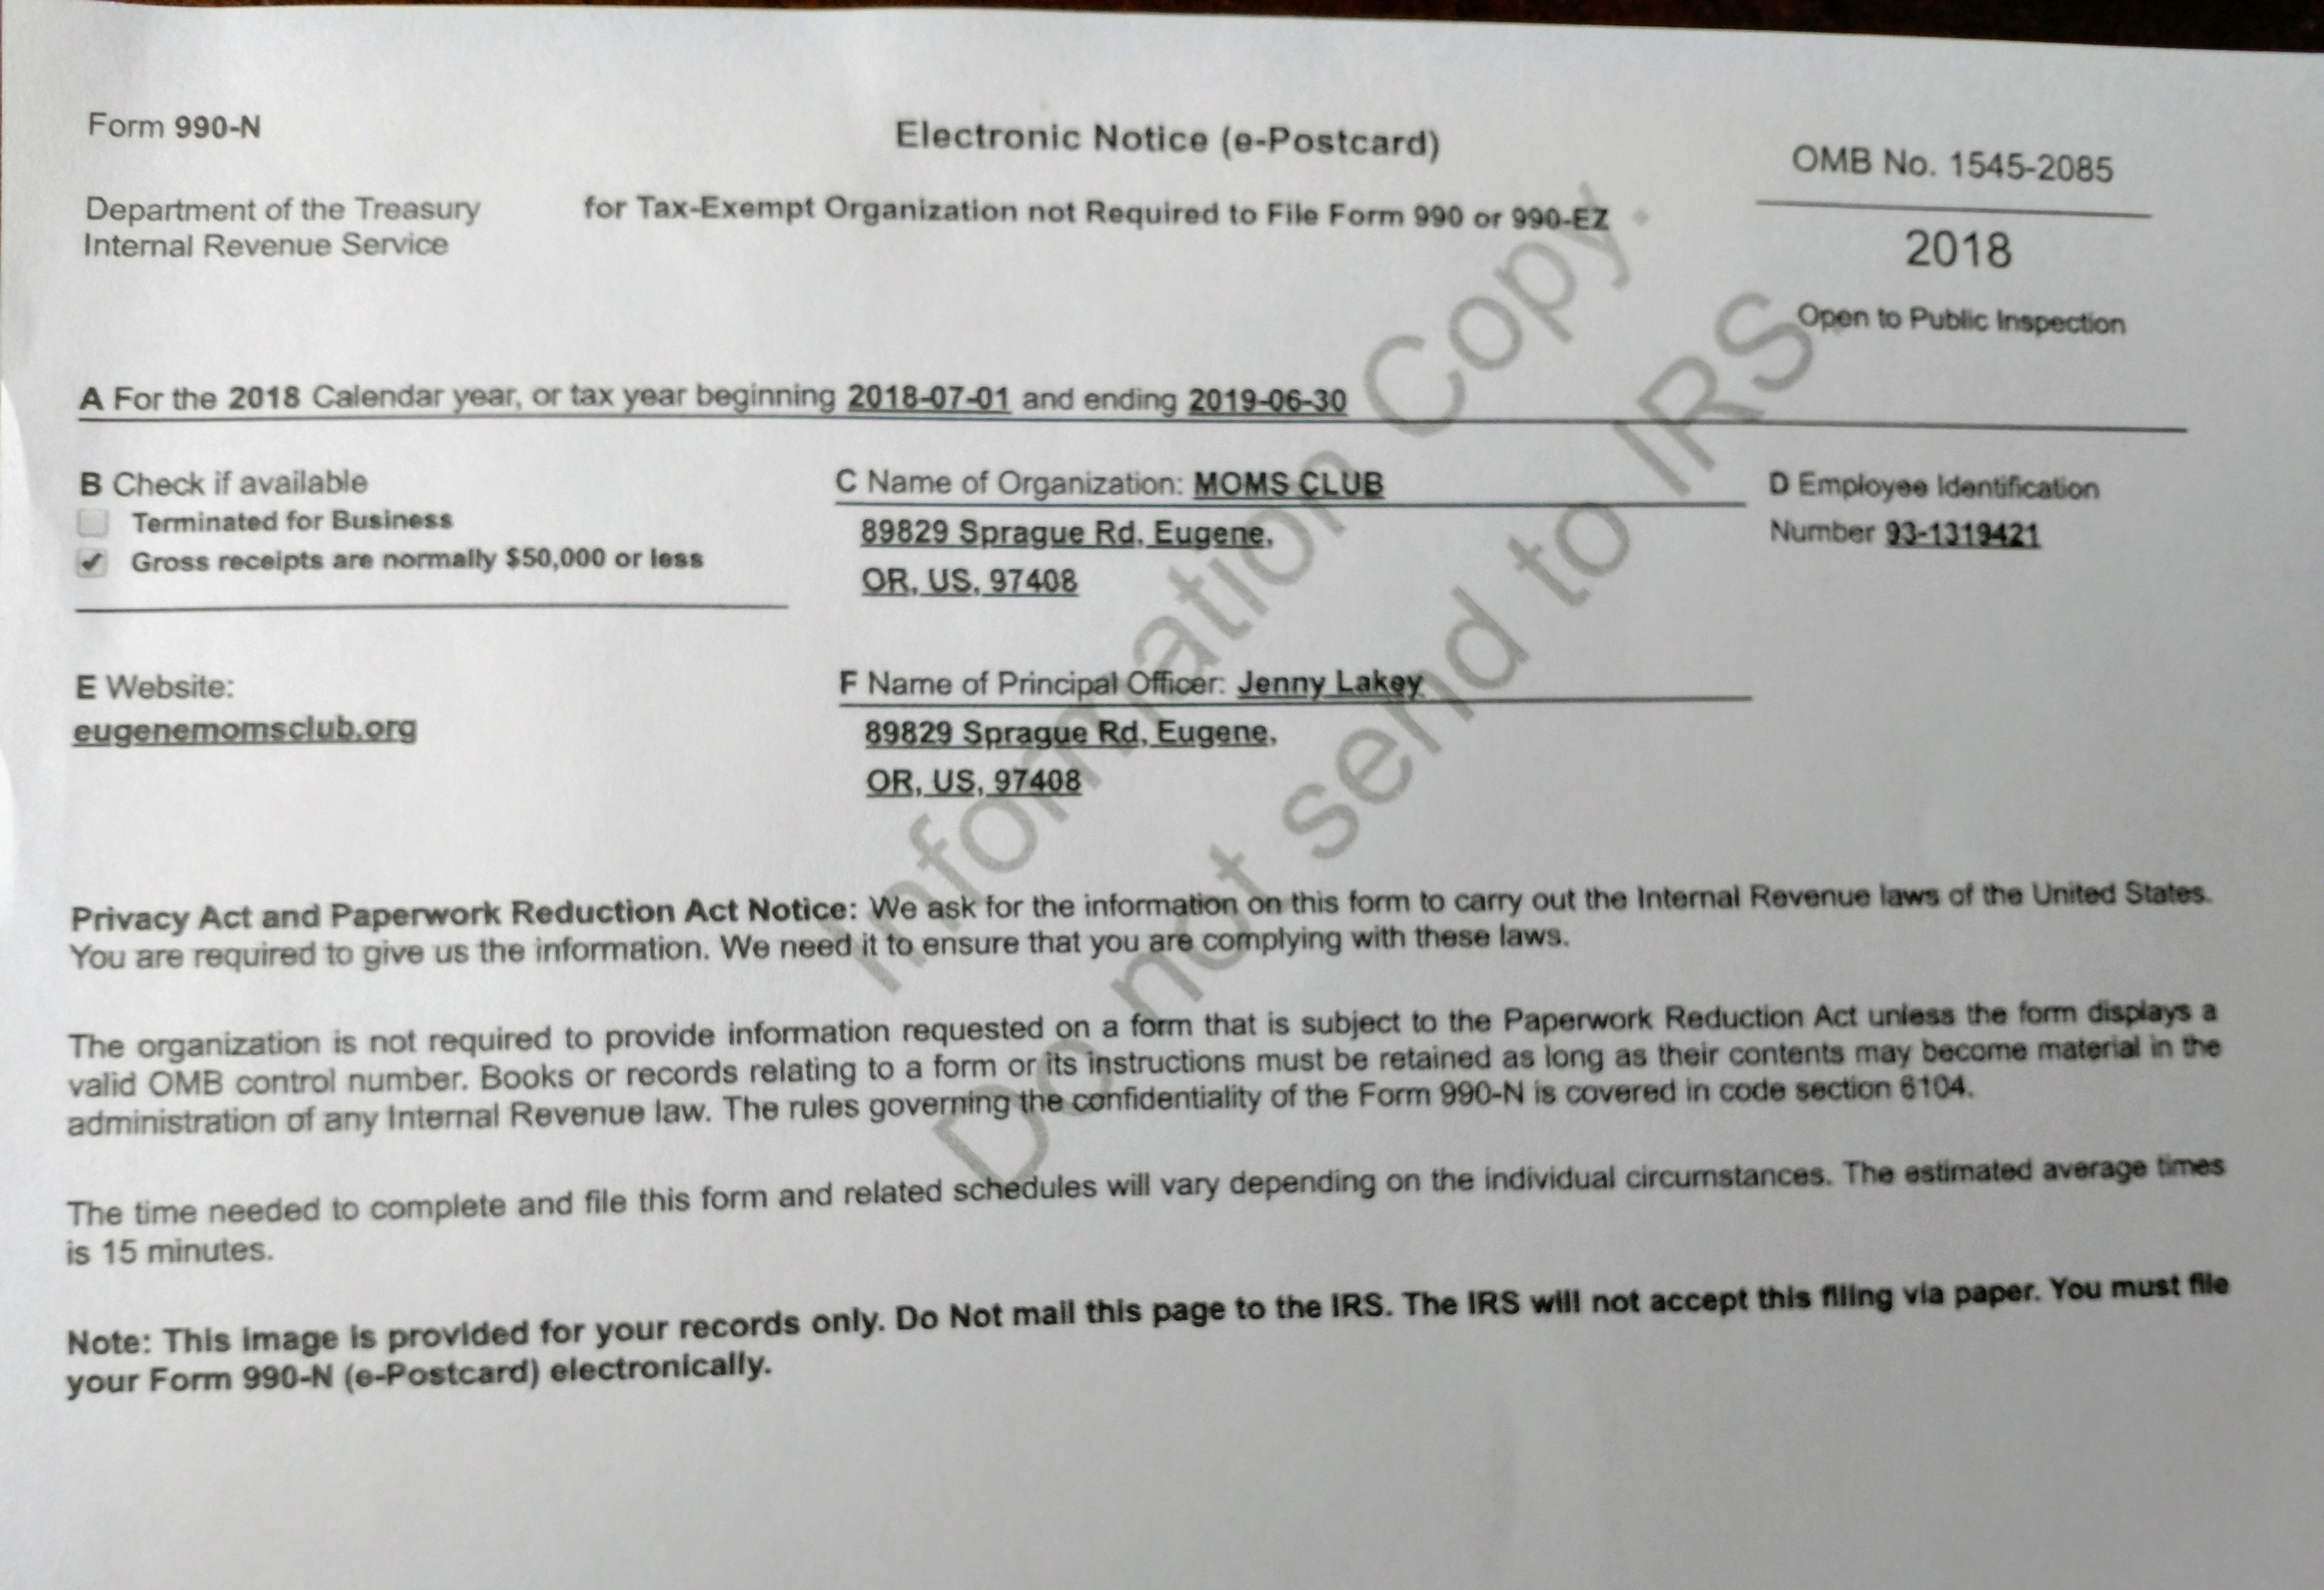 Form 990-N
Electronic Notice (e-Postcard)
OMB No. 1545-2085
Department of the Treasury
Internal Revenue Service
for Tax-Exempt Organization not Required to File Form 990 or 990-EZ
2018
Open to Public Inspection
A For the 2018 Calendar year, or tax year beginning 2018-07-01 and ending 2019-06-30
B Check if available
Terminated for Business
Gross receipts are normally $50,000 or less
C Name of Organization: MOMS CLUB
89829 Sprague Rd, Eugene,
OR, US, 97408
D Employee Identification
Number 93-1319421
E Website:
eugenemomsclub.org
F Name of Principal Officer: Jenny Lakey
89829 Sprague Rd, Eugene,
OR, US, 97408
Privacy Act and Paperwork Reduction Act Notice: We ask for the information on this form to carry out the Internal Revenue laws of the United States.
You are required to give us the information. We need it to ensure that you are complying with these laws.
The organization is not required to provide information requested on a form that is subject to the Paperwork Reduction Act unless the form displays a
valid OMB control number. Books or records relating to a form or its instructions must be retained as long as their contents may become material in the
administration of any Internal Revenue law. The rules governing the confidentiality of the Form 990-N is covered in code section 6104.
The time needed to complete and file this form and related schedules will vary depending on the individual circumstances. The estimated average times
is 15 minutes.
Note: This image is provided for your records only. Do Not mail this page to the IRS. The IRS will not accept this filing via paper. You must file
your Form 990-N (e-Postcard) electronically.
Information Copy.
Do not send to IRS.